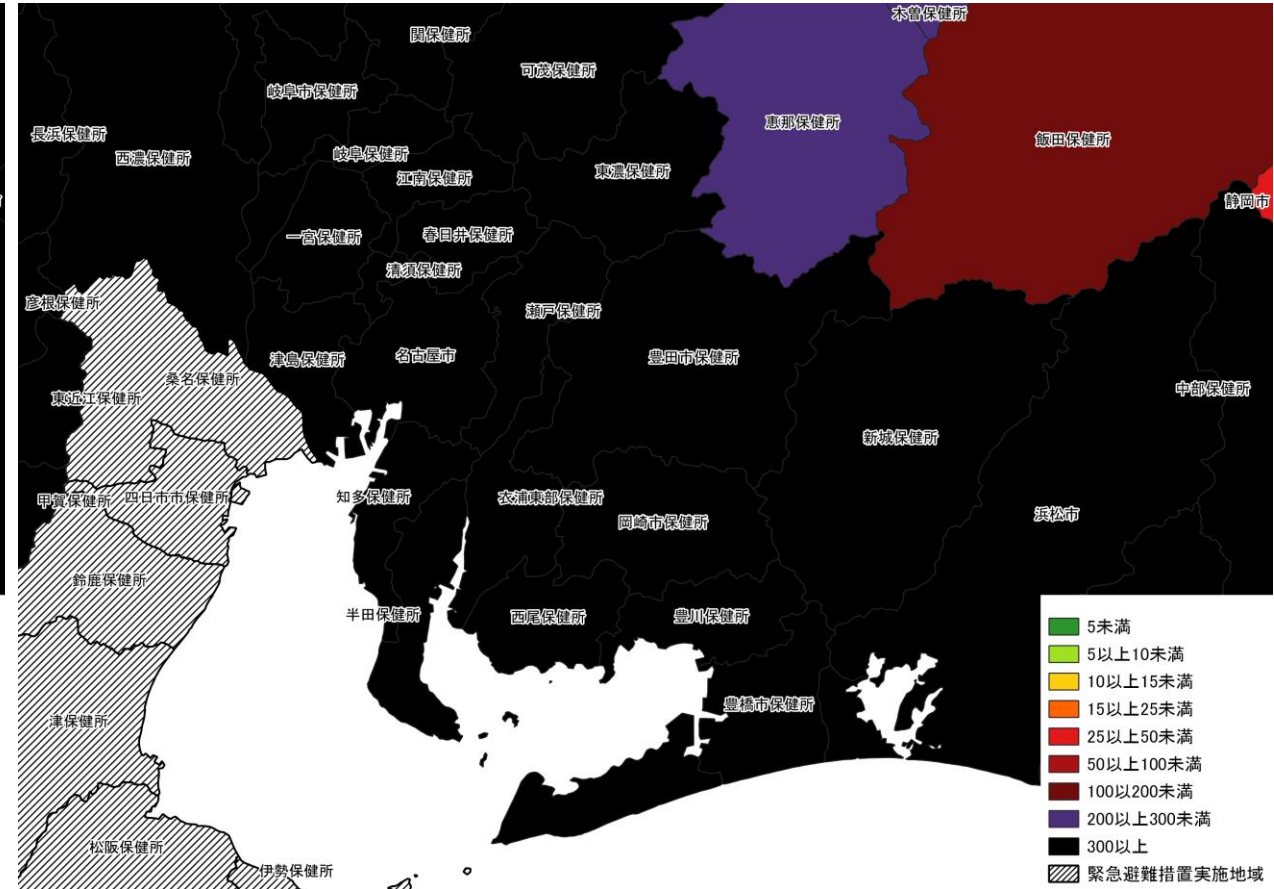 木曽保健所
関保健所
可茂保健所
岐阜市保健所
恵那保健所
長浜保健所
飯田保健所
西濃保健所
岐阜保健所
東濃保健所
江南保健所
静岡市
一宮保健所
春日井保健所
清須保健所
彦根保健所
瀬戸保健所
津島保健所
名古屋市
豊田市保健所
桑名保健所
東近江保健所
中部保健所
新城保健所
甲賀保健所
四日市市保健所
知多保健所
衣浦東部保健所
岡崎市保健所
浜松市
鈴鹿保健所
半田保健所
西尾保健所
豊川保健所
津保健所
豊橋市保健所
松阪保健所
伊勢保健所
5未満
5以上10未満
10以上15未満
15以上25未満
25以上50未満
50以上100未満
100以200未満
200以上300未満
300以上
緊急避難措置実施地域